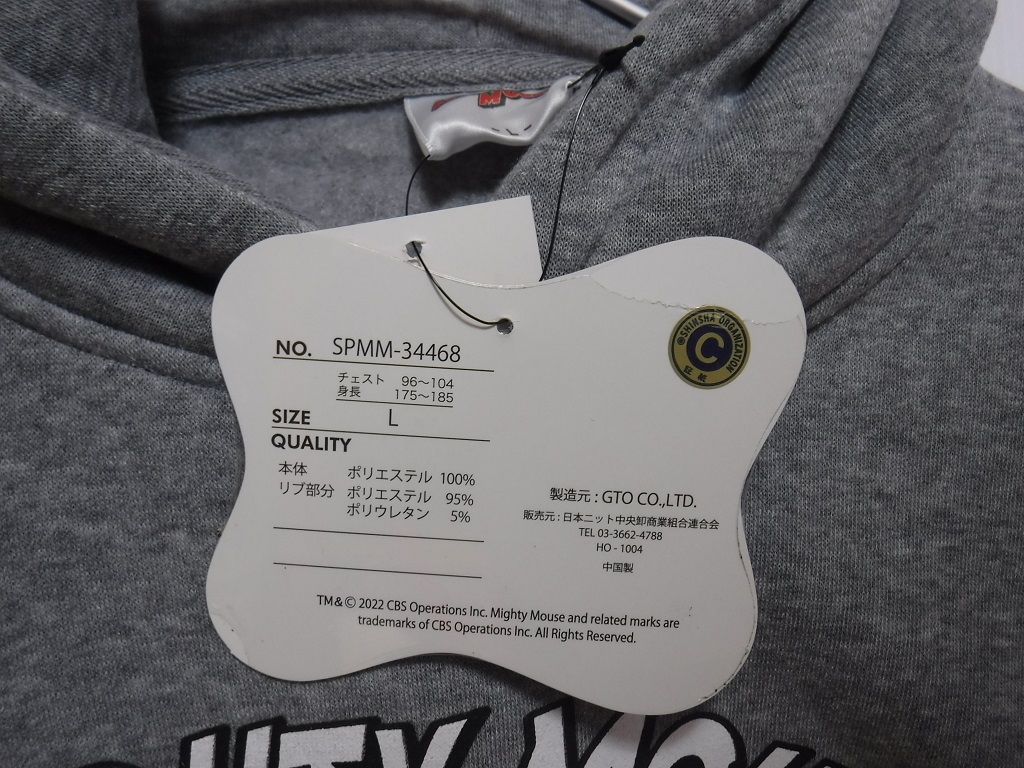 NO. SPMM-34468
チェスト 96～104
身長 175～185
SIZE L
QUALITY
本体 ポリエステル 100%
リブ部分 ポリエステル 95%
ポリウレタン 5%
©SHINSHA ORGANIZATION
C
証紙
製造元 : GTO CO.,LTD.
販売元 : 日本ニット中央卸商業組合連合会
TEL 03-3662-4788
HO - 1004
中国製
TM & © 2022 CBS Operations Inc. Mighty Mouse and related marks are
trademarks of CBS Operations Inc. All Rights Reserved.